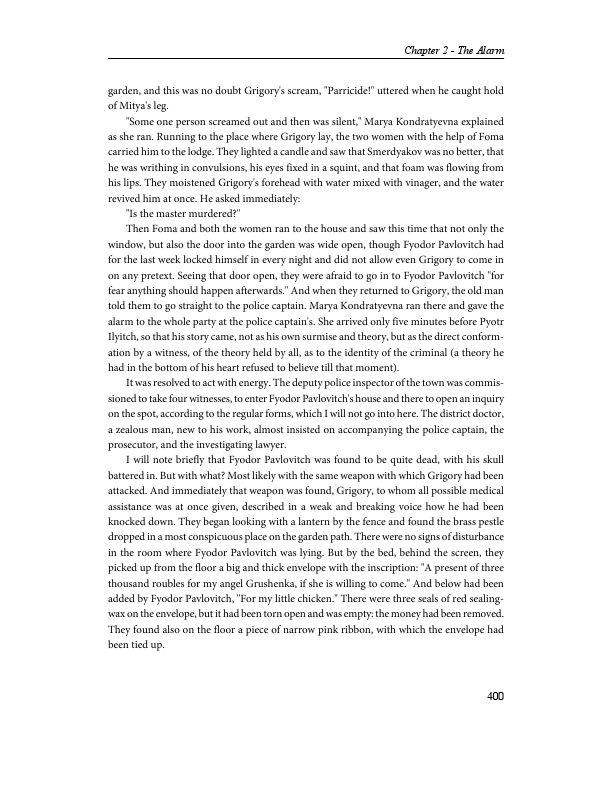 Chapter 2 - The Alarm
garden, and this was no doubt Grigory's scream, "Parricide!" uttered when he caught hold
of Mitya's leg.
"Some one person screamed out and then was silent," Marya Kondratyevna explained
as she ran. Running to the place where Grigory lay, the two women with the help of Foma
carried him to the lodge. They lighted a candle and saw that Smerdyakov was no better, that
he was writhing in convulsions, his eyes fixed in a squint, and that foam was flowing from
his lips. They moistened Grigory's forehead with water mixed with vinager, and the water
revived him at once. He asked immediately:
"Is the master murdered?"
Then Foma and both the women ran to the house and saw this time that not only the
window, but also the door into the garden was wide open, though Fyodor Pavlovitch had
for the last week locked himself in every night and did not allow even Grigory to come in
on any pretext. Seeing that door open, they were afraid to go in to Fyodor Pavlovitch "for
fear anything should happen afterwards." And when they returned to Grigory, the old man
told them to go straight to the police captain. Marya Kondratyevna ran there and gave the
alarm to the whole party at the police captain's. She arrived only five minutes before Pyotr
Ilyitch, so that his story came, not as his own surmise and theory, but as the direct conform-
ation by a witness, of the theory held by all, as to the identity of the criminal (a theory he
had in the bottom of his heart refused to believe till that moment).
It was resolved to act with energy. The deputy police inspector of the town was commis-
sioned to take four witnesses, to enter Fyodor Pavlovitch's house and there to open an inquiry
on the spot, according to the regular forms, which I will not go into here. The district doctor,
a zealous man, new to his work, almost insisted on accompanying the police captain, the
prosecutor, and the investigating lawyer.
I will note briefly that Fyodor Pavlovitch was found to be quite dead, with his skull
battered in. But with what? Most likely with the same weapon with which Grigory had been
attacked. And immediately that weapon was found, Grigory, to whom all possible medical
assistance was at once given, described in a weak and breaking voice how he had been
knocked down. They began looking with a lantern by the fence and found the brass pestle
dropped in a most conspicuous place on the garden path. There were no signs of disturbance
in the room where Fyodor Pavlovitch was lying. But by the bed, behind the screen, they
picked up from the floor a big and thick envelope with the inscription: "A present of three
thousand roubles for my angel Grushenka, if she is willing to come." And below had been
added by Fyodor Pavlovitch, "For my little chicken." There were three seals of red sealing-
wax on the envelope, but it had been torn open and was empty: the money had been removed.
They found also on the floor a piece of narrow pink ribbon, with which the envelope had
been tied up.
400